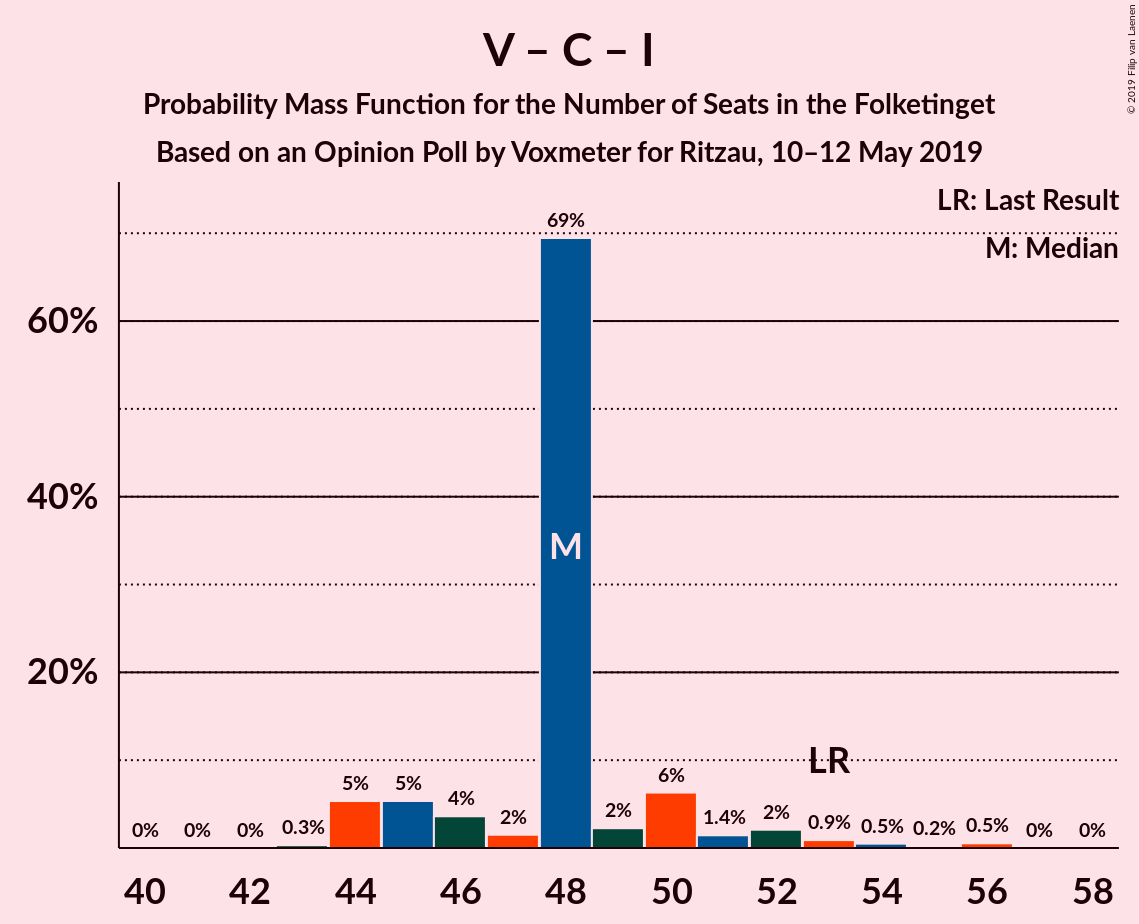 V – C – I
Probability Mass Function for the Number of Seats in the Folketinget
Based on an Opinion Poll by Voxmeter for Ritzau, 10–12 May 2019
© 2019 Filip van Laenen
LR: Last Result
M: Median
69%
60%
M
40%
20%
LR
0% 0% 0% 0.3% 5% 5% 4% 2% 2% 6% 1.4% 2% 0.9% 0.5% 0.2% 0.5% 0% 0%
40 42 44 46 48 50 52 54 56 58